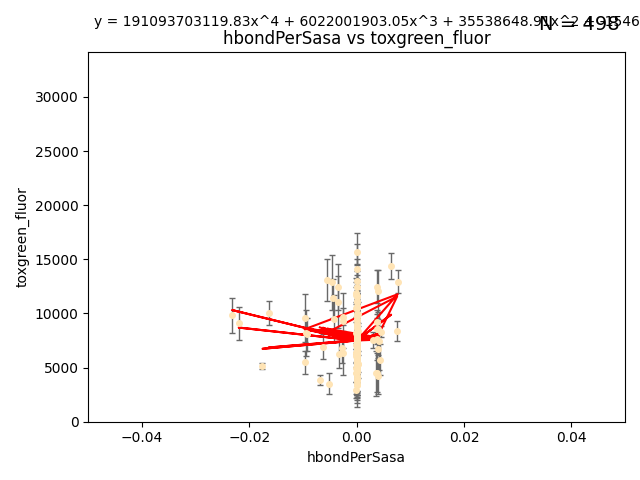 y = 191093703119.83x^4 + 6022001903.05x^3 + 35538648.
N = 498
hbondPerSasa vs toxgreen_fluor
30000
25000
20000
15000
10000
5000
0
toxgreen_fluor
−0.04
−0.02
0.00
0.02
0.04
hbondPerSasa